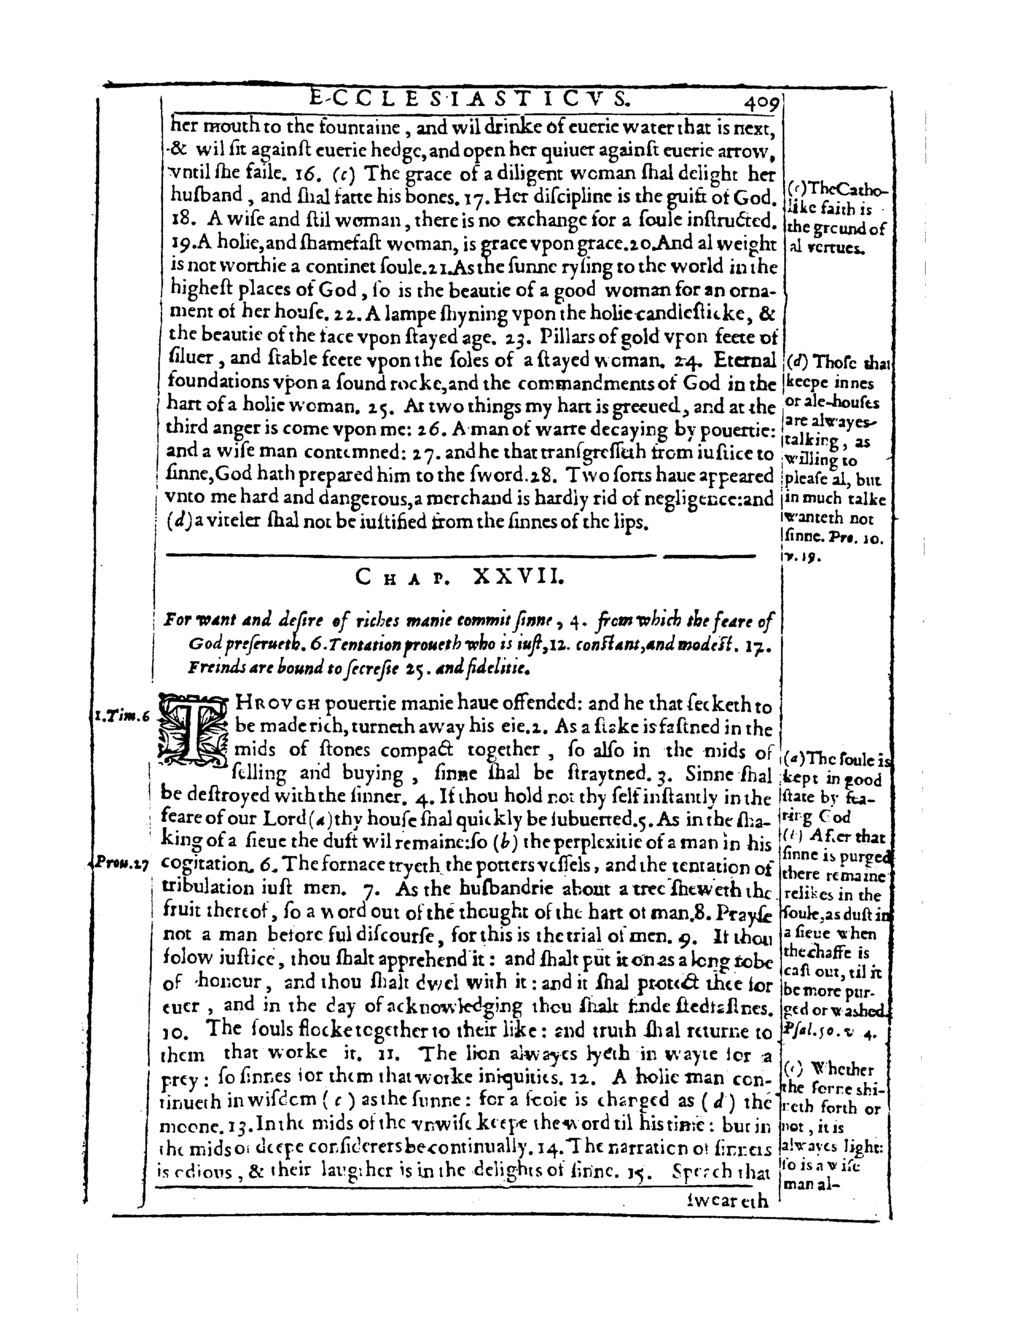 ECCLESIASTICVS. 409
her mouth to the fountaine, and wil drinke of euerie water that is next,
& wil sit againſt euerie hedge, and open her quiuer againſt euerie arrow,
vntil ſhe faile. 16. (c) The grace of a diligent woman ſhal delight her
huſband, and ſhal fatte his bones. 17. Her diſcipline is the guift of God.
18. A wiſe and ſtil woman, there is no exchange for a ſoule inſtructed.
19. A holie, and ſhamefaſt woman, is grace vpon grace. 20. And al weight
is not worthie a continet ſoule. 21. As the ſunne ryſing to the world in the
higheſt places of God, ſo is the beautie of a good woman for an orna-
ment of her houſe. 22. A lampe ſhyning vpon the holie candleſticke, &
the beautie of the face vpon ſtayed age. 23. Pillars of gold vpon feete of
ſiluer, and ſtable feete vpon the ſoles of a ſtayed woman. 24. Eternal
foundations vpon a ſound rocke, and the commandments of God in the
hart of a holie woman. 25. At two things my hart is greeued, and at the
third anger is come vpon me: 26. A man of warre decaying by pouertie:
and a wiſe man contemned: 27. and he that tranſgreſſeth from iuſtice to
ſinne, God hath prepared him to the ſword. 28. Two ſorts haue appeared
vnto me hard and dangerous, a merchand is hardly rid of negligence: and
(d) a viteler ſhal not be iuſtified from the ſinnes of the lips.
(c) The Catho-
like faith is
the ground of
al vertues.
(d) Thoſe that
keepe innes
or ale-houſes
are alwayes
talking, as
willing to
pleaſe al, but
in much talke
wanteth not
ſinne. Pro. 10.
v. 19.
CHAP. XXVII.
For want and deſire of riches manie commit ſinne, 4. from which the feare of
God preſerueth. 6. Tentation proueth who is iuſt, 12. conſtant, and modeſt. 17.
Freinds are bound to ſecreſie 25. and fidelitie.
1. Tim. 6
THROVGH pouertie manie haue offended: and he that ſeeketh to
be made rich, turneth away his eie. 2. As a ſtake is faſtned in the
mids of ſtones compact together, ſo alſo in the mids of
ſelling and buying, ſinne ſhal be ſtraytned. 3. Sinne ſhal
be deſtroyed with the ſinner. 4. If thou hold not thy ſelf inſtantly in the
feare of our Lord (a) thy houſe ſhal quickly be ſubuerted. 5. As in the ſha-
king of a ſieue the duſt wil remaine: ſo (b) the perplexitie of a man in his
Prou. 27
cogitation. 6. The fornace tryeth the potters veſſels, and the tentation of
tribulation iuſt men. 7. As the huſbandrie about a tree ſheweth the
fruit thereof, ſo a word out of the thought of the hart of man. 8. Prayſe
not a man before ful diſcourſe, for this is the trial of men. 9. If thou
folow iuſtice, thou ſhalt apprehend it: and ſhalt put it on as a long robe
of honour, and thou ſhalt dwel with it: and it ſhal protect thee for
euer, and in the day of acknowledging thou ſhalt finde ſtedfaſtnes.
10. The fouls flocke together to their like: and truth ſhal returne to
them that worke it. 11. The lion alwayes lyeth in wayte for a
prey: ſo ſinnes for them that worke iniquities. 12. A holie man con-
tinueth in wiſdom (c) as the ſunne: for a foole is changed as (d) the
moone. 13. In the mids of the vnwiſe keepe the word til his time: but in
the mids of deepe conſiderers be continually. 14. The narration of ſinners
is odious, & their laugther is in the delights of ſinne. 15. Speech that
ſweareth
(a) The ſoule is
kept in good
ſtate by fea-
ring God
(b) After that
ſinne is purged
there remaine
relikes in the
ſoule, as duſt in
a ſieue when
the chaffe is
caſt out, til it
be more pur-
ged or waſhed.
Pſal. 50. v 4.
(c) Whether
the ſonne shi-
neth forth or
not, it is
alwayes light:
ſo is a wiſe
man al-